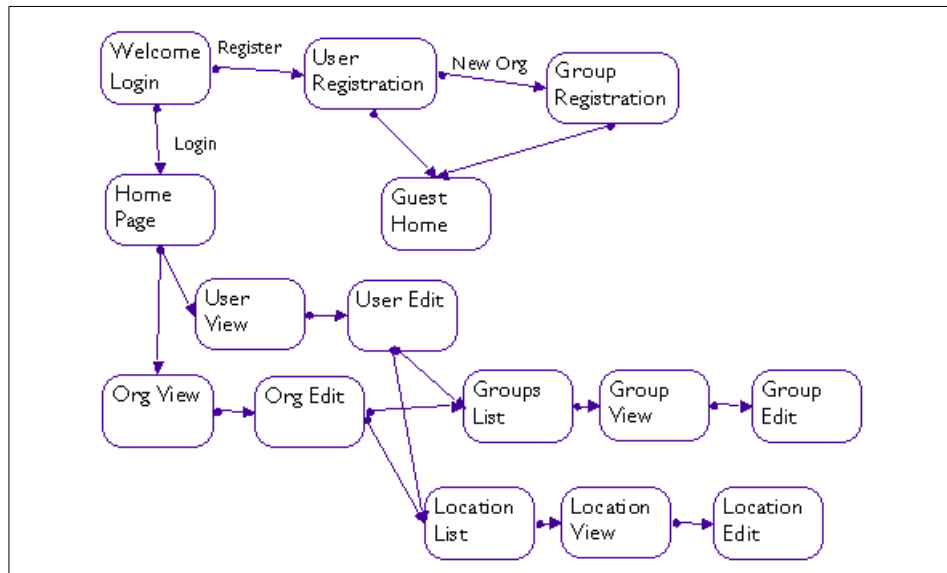 Welcome
Login
Register
User
Registration
New Org
Group
Registration
Login
Home
Page
Guest
Home
User
View
User Edit
Org View
Org Edit
Groups
List
Group
View
Group
Edit
Location
List
Location
View
Location
Edit